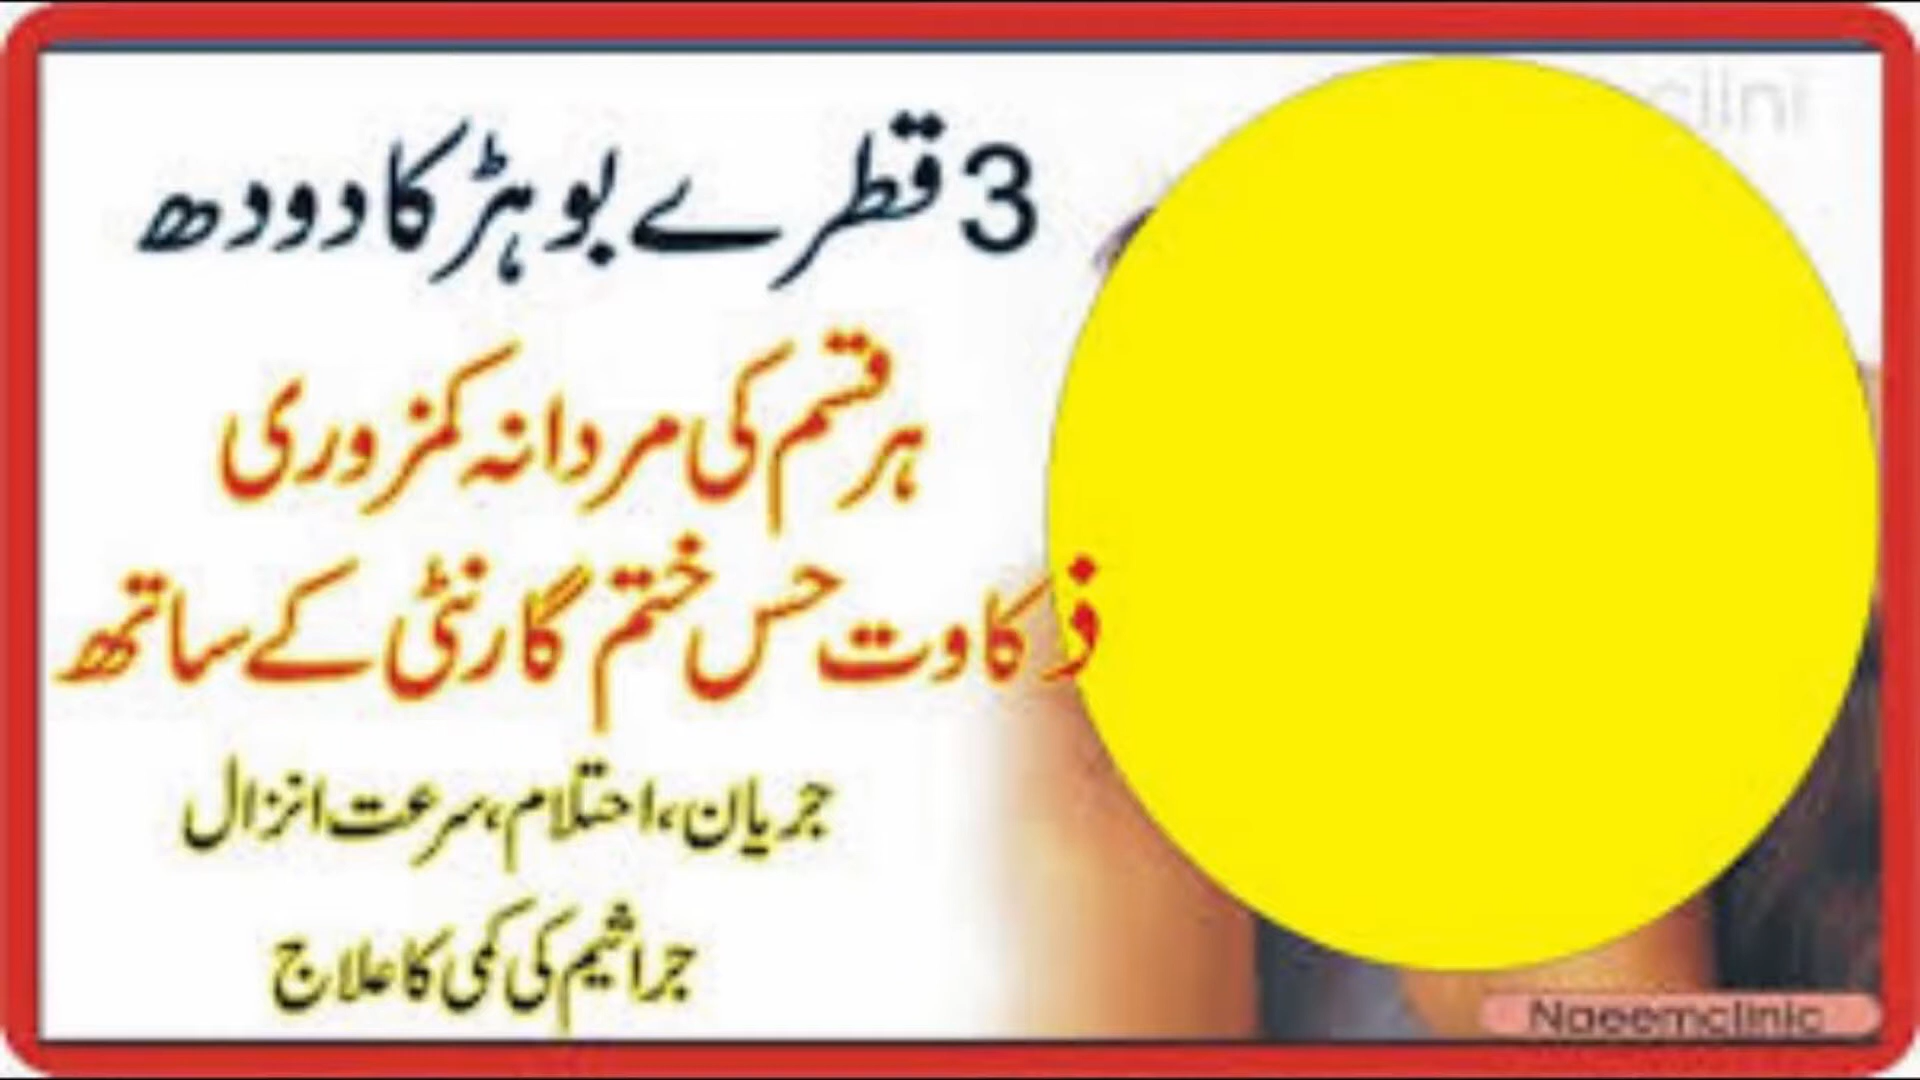 clini
3 قطرے بوہڑ کا دودھ
ہر قسم کی مردانہ کمزوری
ذکاوت حس ختم گارنٹی کے ساتھ
جریان، احتلام، سرعت انزال
جراثیم کی کمی کا علاج
Naeemclinic